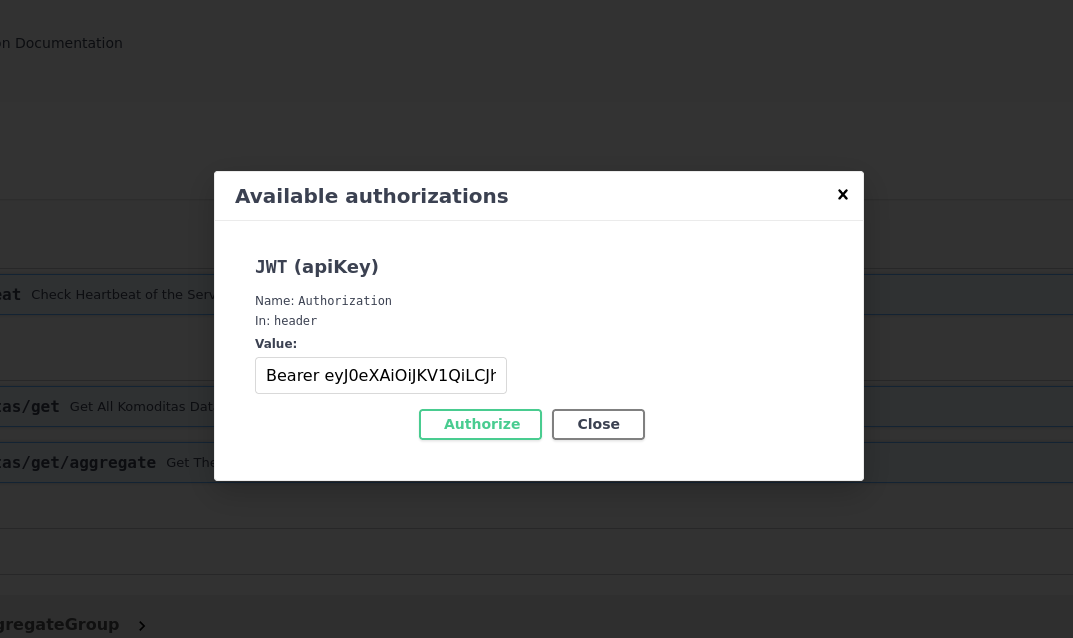 on Documentation
Available authorizations
JWT (apiKey)
Name: Authorization
In: header
Value:
Bearer eyJ0eXAiOiJKV1QiLCJh
Authorize Close
eat Check Heartbeat of the Serv
tas/get Get All Komoditas Dat
tas/get/aggregate Get The
gregateGroup